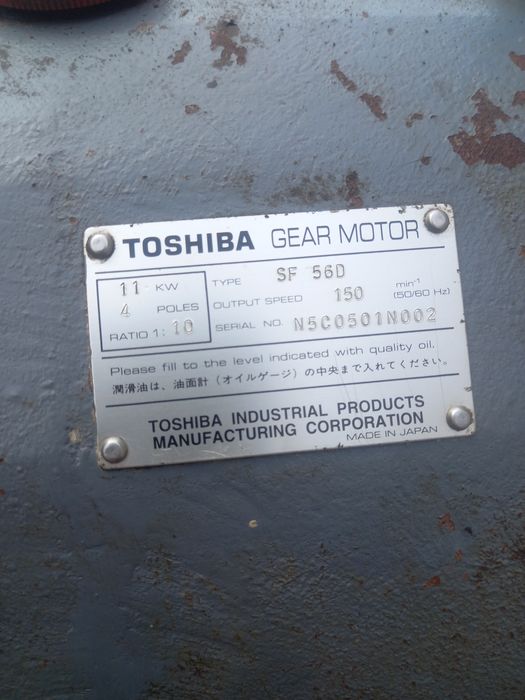 TOSHIBA GEAR MOTOR
11 KW
4 POLES
RATIO 1: 10
TYPE SF 56D
OUTPUT SPEED 150 min⁻¹ (50/60 Hz)
SERIAL NO. N5C0501N002
Please fill to the level indicated with quality oil.
潤滑油は、油面計(オイルゲージ)の中央まで入れてください。
TOSHIBA INDUSTRIAL PRODUCTS
MANUFACTURING CORPORATION
MADE IN JAPAN